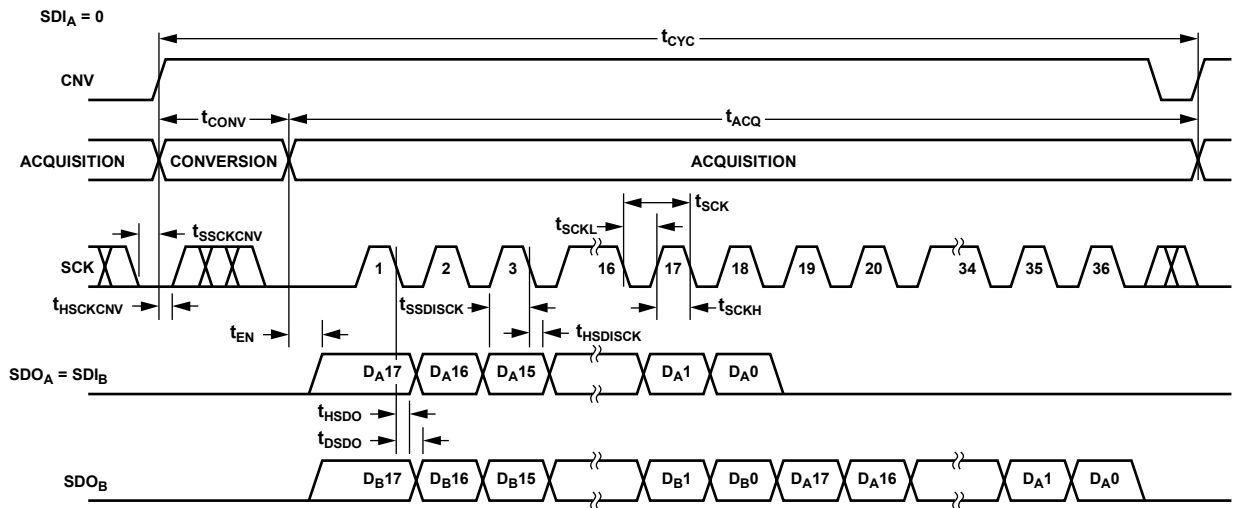 SDIA = 0
tCYC
CNV
tCONV
tACQ
ACQUISITION CONVERSION ACQUISITION
tSCK
tSCKL
tSSCKCNV
SCK 1 2 3 16 17 18 19 20 34 35 36
tHSCKCNV
tSSDISCK
tSCKH
tEN
tHSDISCK
SDOA = SDIB DA17 DA16 DA15 DA1 DA0
tHSDO
tDSDO
SDOB DB17 DB16 DB15 DB1 DB0 DA17 DA16 DA1 DA0